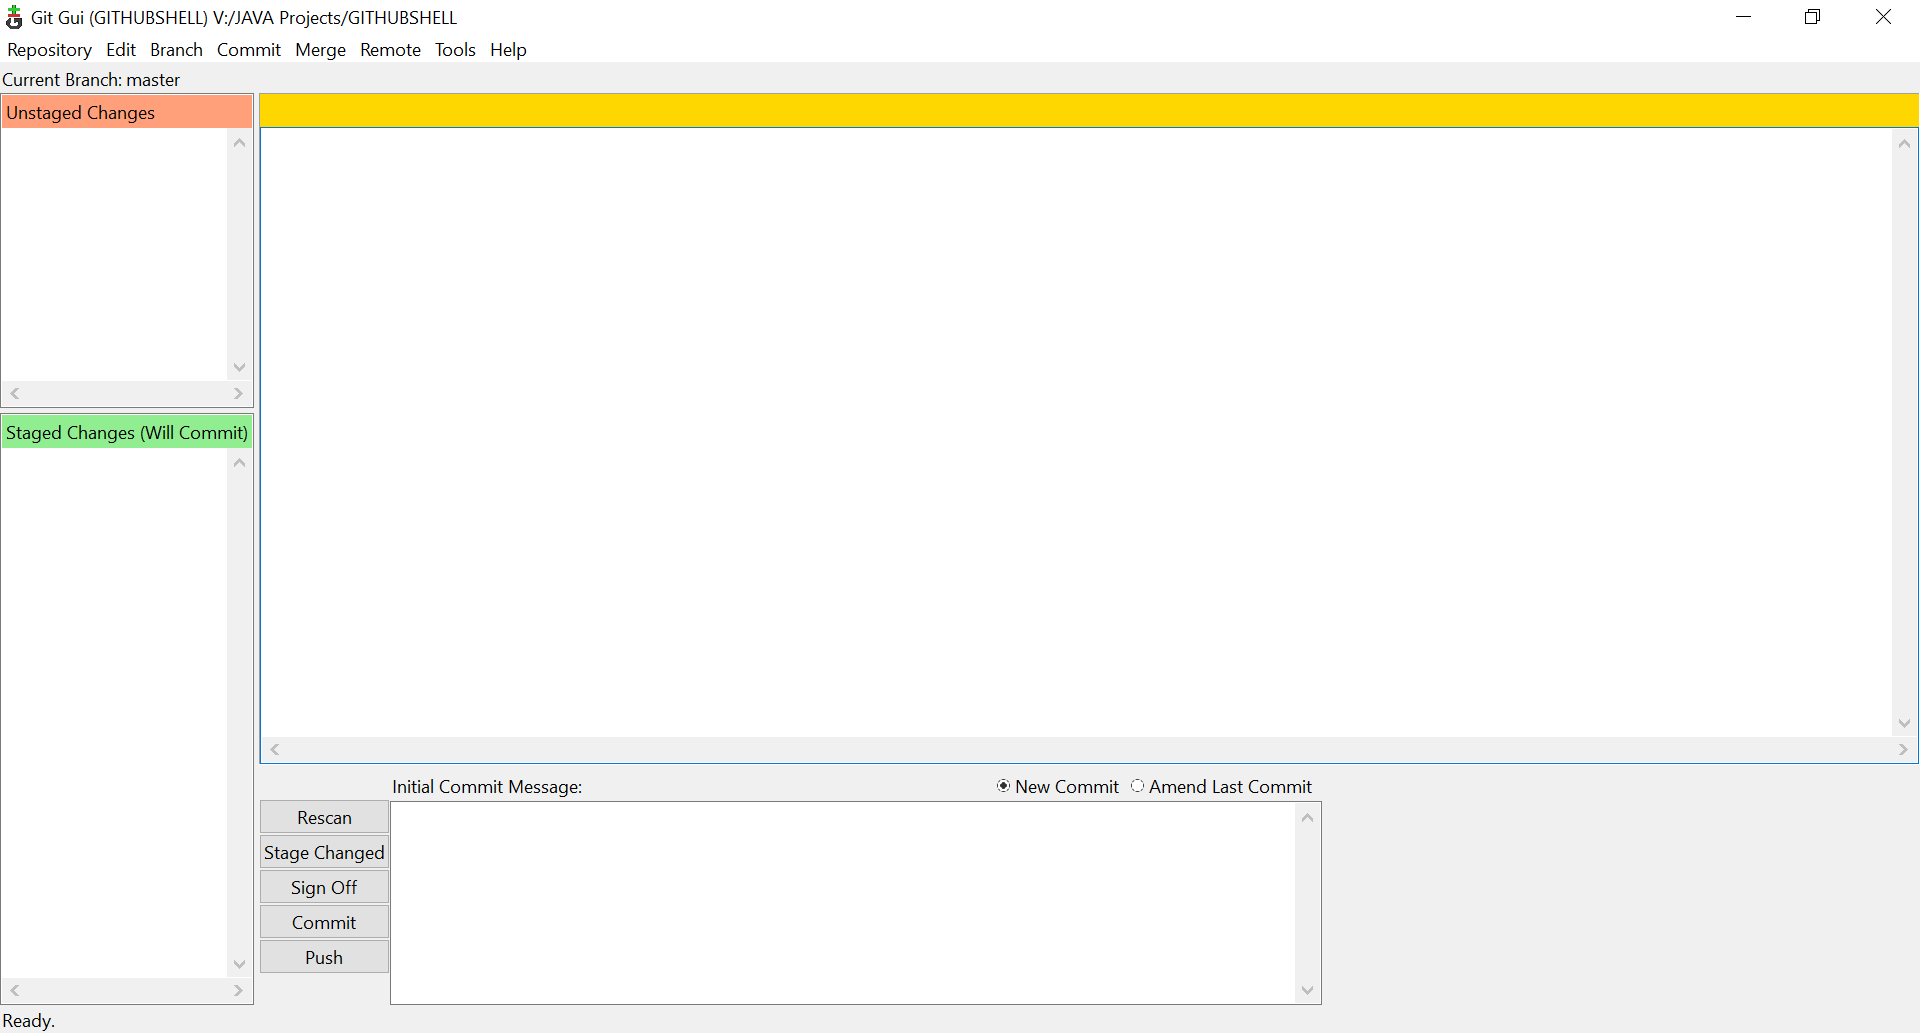 Git Gui (GITHUBSHELL) V:/JAVA Projects/GITHUBSHELL
Repository Edit Branch Commit Merge Remote Tools Help
Current Branch: master
Unstaged Changes
Staged Changes (Will Commit)
Initial Commit Message:
New Commit Amend Last Commit
Rescan
Stage Changed
Sign Off
Commit
Push
Ready.